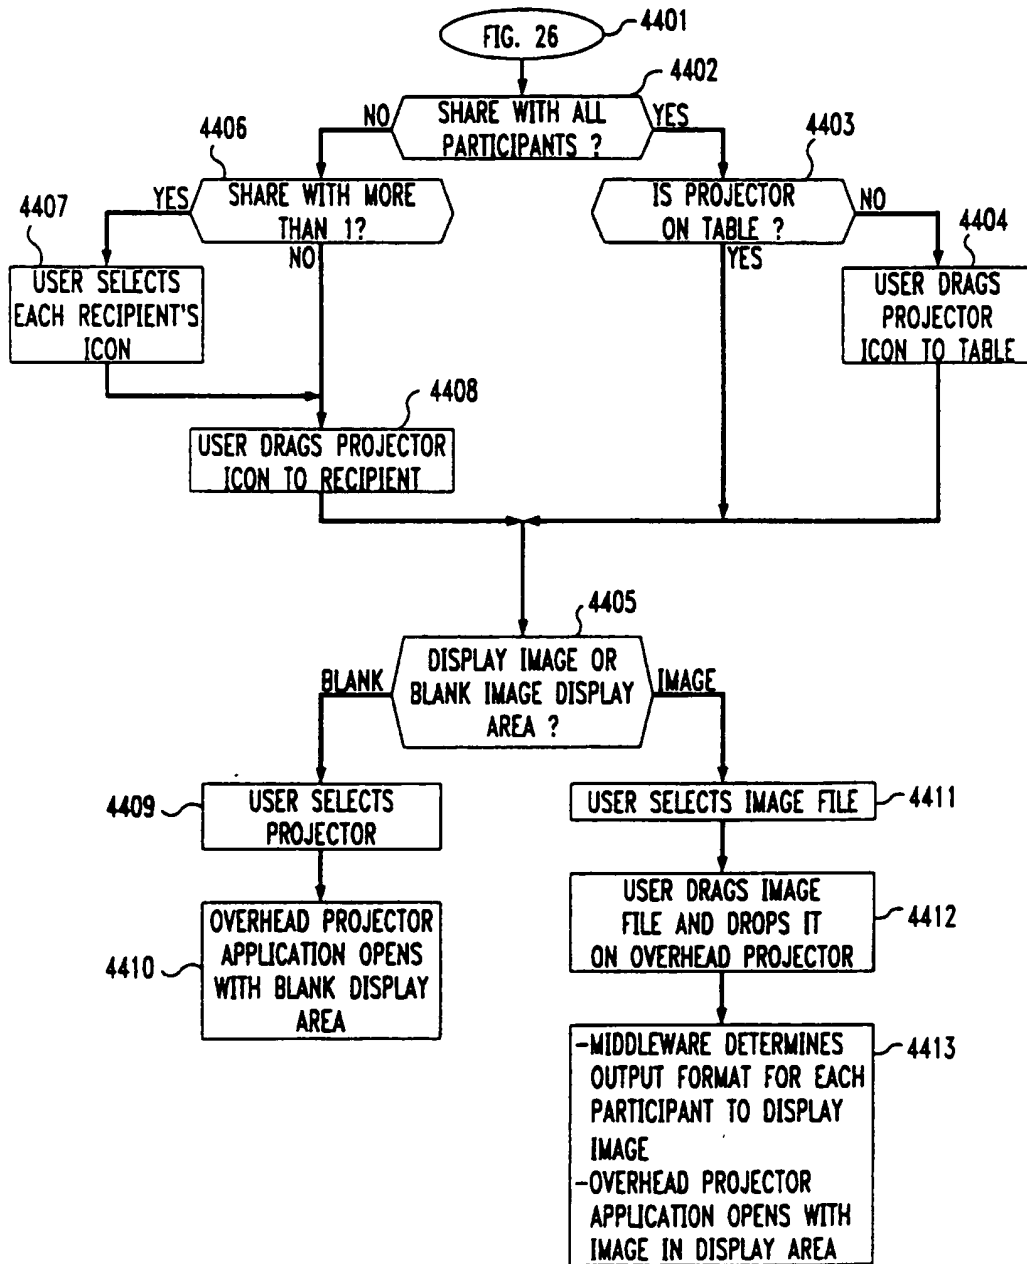 FIG. 26
4401
4402
SHARE WITH ALL
PARTICIPANTS ?
NO
YES
4406
4403
SHARE WITH MORE
THAN 1?
YES
NO
IS PROJECTOR
ON TABLE ?
NO
YES
4407
4404
USER SELECTS
EACH RECIPIENT'S
ICON
USER DRAGS
PROJECTOR
ICON TO TABLE
4408
USER DRAGS PROJECTOR
ICON TO RECIPIENT
4405
DISPLAY IMAGE OR
BLANK IMAGE DISPLAY
AREA ?
BLANK
IMAGE
4409
USER SELECTS
PROJECTOR
USER SELECTS IMAGE FILE
4411
4410
OVERHEAD PROJECTOR
APPLICATION OPENS
WITH BLANK DISPLAY
AREA
USER DRAGS IMAGE
FILE AND DROPS IT
ON OVERHEAD PROJECTOR
4412
-MIDDLEWARE DETERMINES
OUTPUT FORMAT FOR EACH
PARTICIPANT TO DISPLAY
IMAGE
-OVERHEAD PROJECTOR
APPLICATION OPENS WITH
IMAGE IN DISPLAY AREA
4413